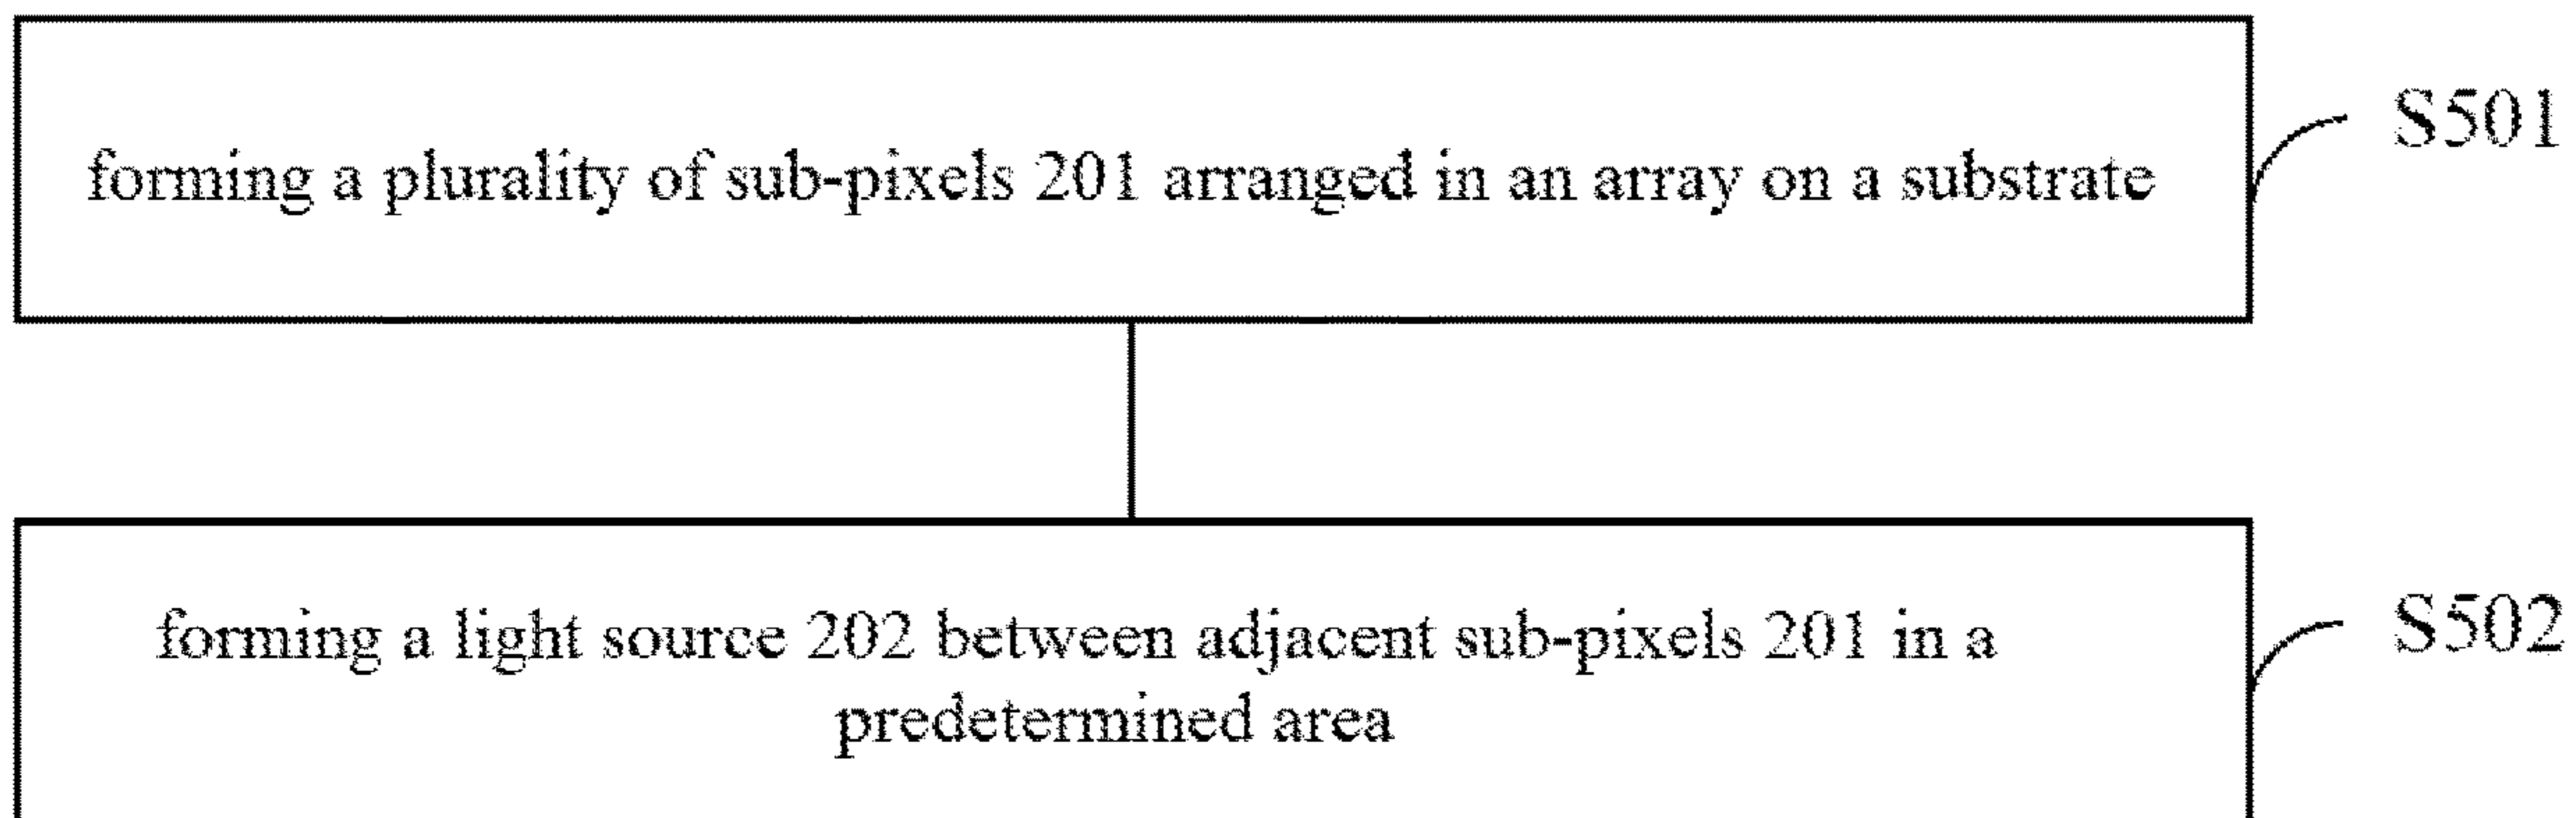 forming a plurality of sub-pixels 201 arranged in an array on a substrate
S501
forming a light source 202 between adjacent sub-pixels 201 in a
predetermined area
S502